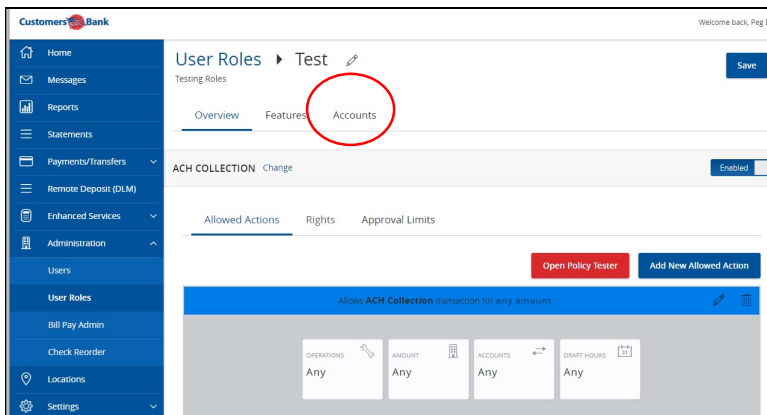 Customers Bank
Welcome back, Peg
Home
Messages
Reports
Statements
Payments/Transfers
Remote Deposit (DLM)
Enhanced Services
Administration
Users
User Roles
Bill Pay Admin
Check Reorder
Locations
Settings
User Roles Test
Testing Roles
Save
Overview Features Accounts
ACH COLLECTION Change
Enabled
Allowed Actions Rights Approval Limits
Open Policy Tester Add New Allowed Action
Allows ACH Collection transaction for any amount
OPERATIONS AMOUNT ACCOUNTS DRAFT HOURS
31
Any Any Any Any